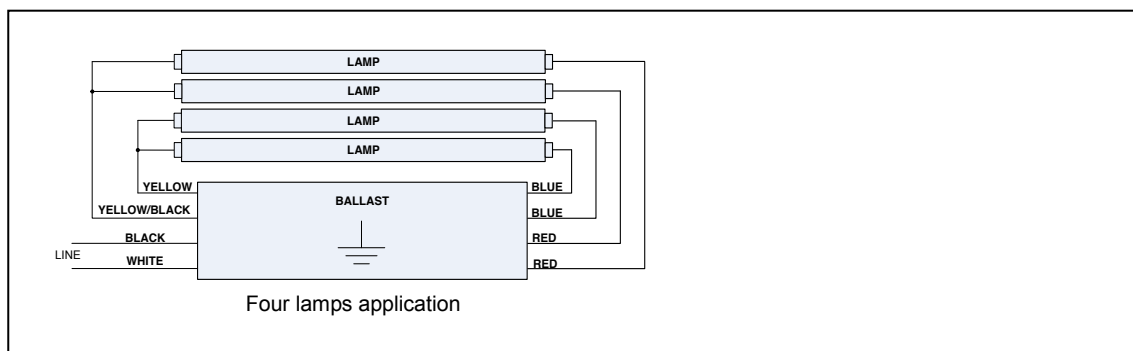 LAMP
LAMP
LAMP
LAMP
YELLOW
BLUE
BALLAST
YELLOW/BLACK
BLUE
BLACK
RED
LINE
WHITE
RED
Four lamps application